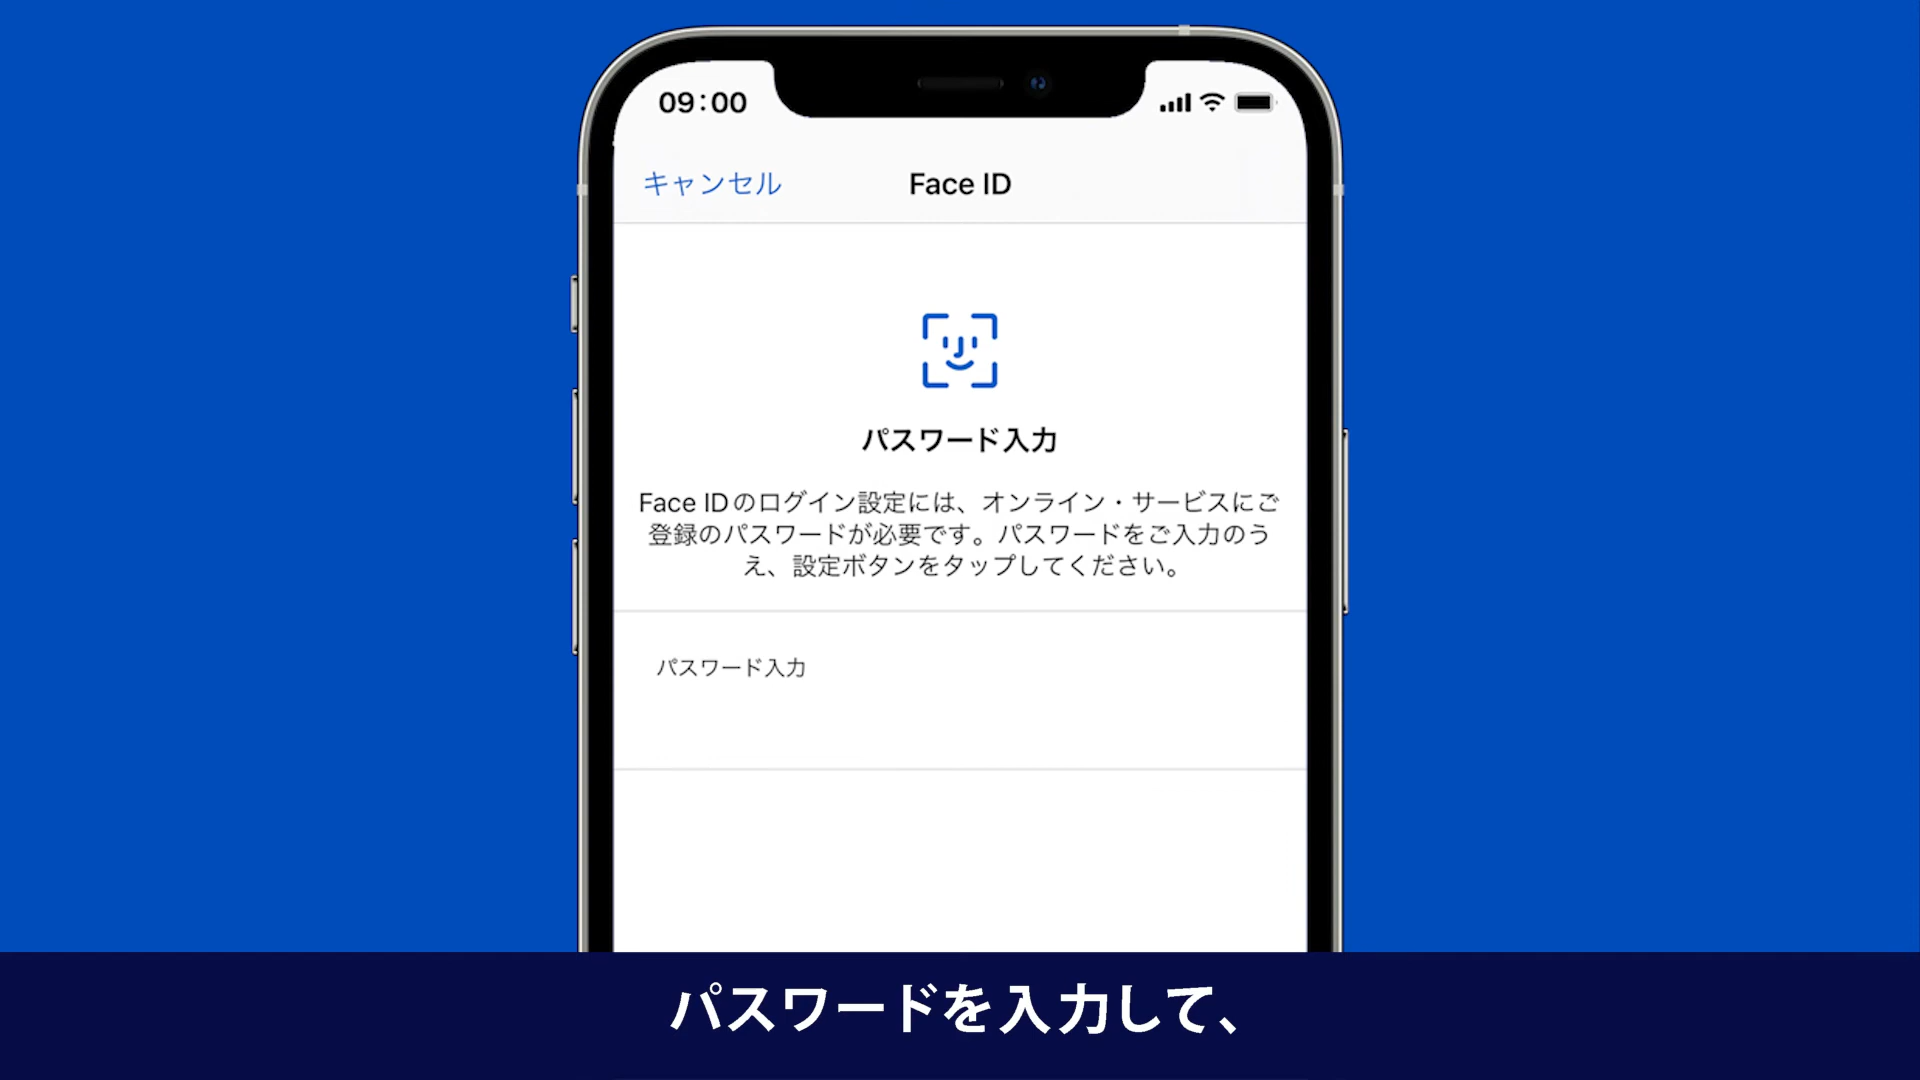 09:00
キャンセル
Face ID
パスワード入力
Face IDのログイン設定には、オンライン・サービスにご
登録のパスワードが必要です。パスワードをご入力のう
え、設定ボタンをタップしてください。
パスワード入力
パスワードを入力して、